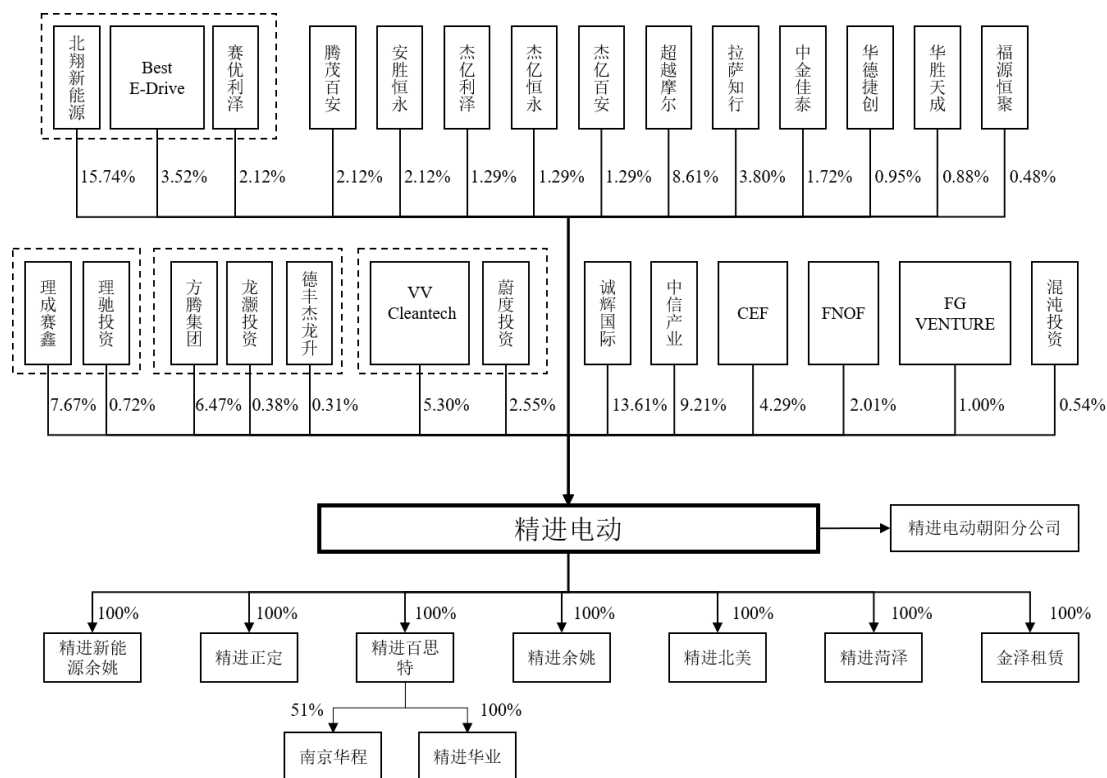 北翔新能源
Best
E-Drive
赛优利泽
腾茂百安
安胜恒永
杰亿利泽
杰亿恒永
杰亿百安
超越摩尔
拉萨知行
中金佳泰
华德捷创
华胜天成
福源恒聚
15.74%
3.52%
2.12%
2.12%
2.12%
1.29%
1.29%
1.29%
8.61%
3.80%
1.72%
0.95%
0.88%
0.48%
理成赛鑫
理驰投资
方腾集团
龙灏投资
德丰杰龙升
VV
Cleantech
蔚度投资
诚辉国际
中信产业
CEF
FNOF
FG
VENTURE
混沌投资
7.67%
0.72%
6.47%
0.38%
0.31%
5.30%
2.55%
13.61%
9.21%
4.29%
2.01%
1.00%
0.54%
精进电动
精进电动朝阳分公司
100%
100%
100%
100%
100%
100%
100%
精进新能
源余姚
精进正定
精进百思
特
精进余姚
精进北美
精进菏泽
金泽租赁
51%
100%
南京华程
精进华业